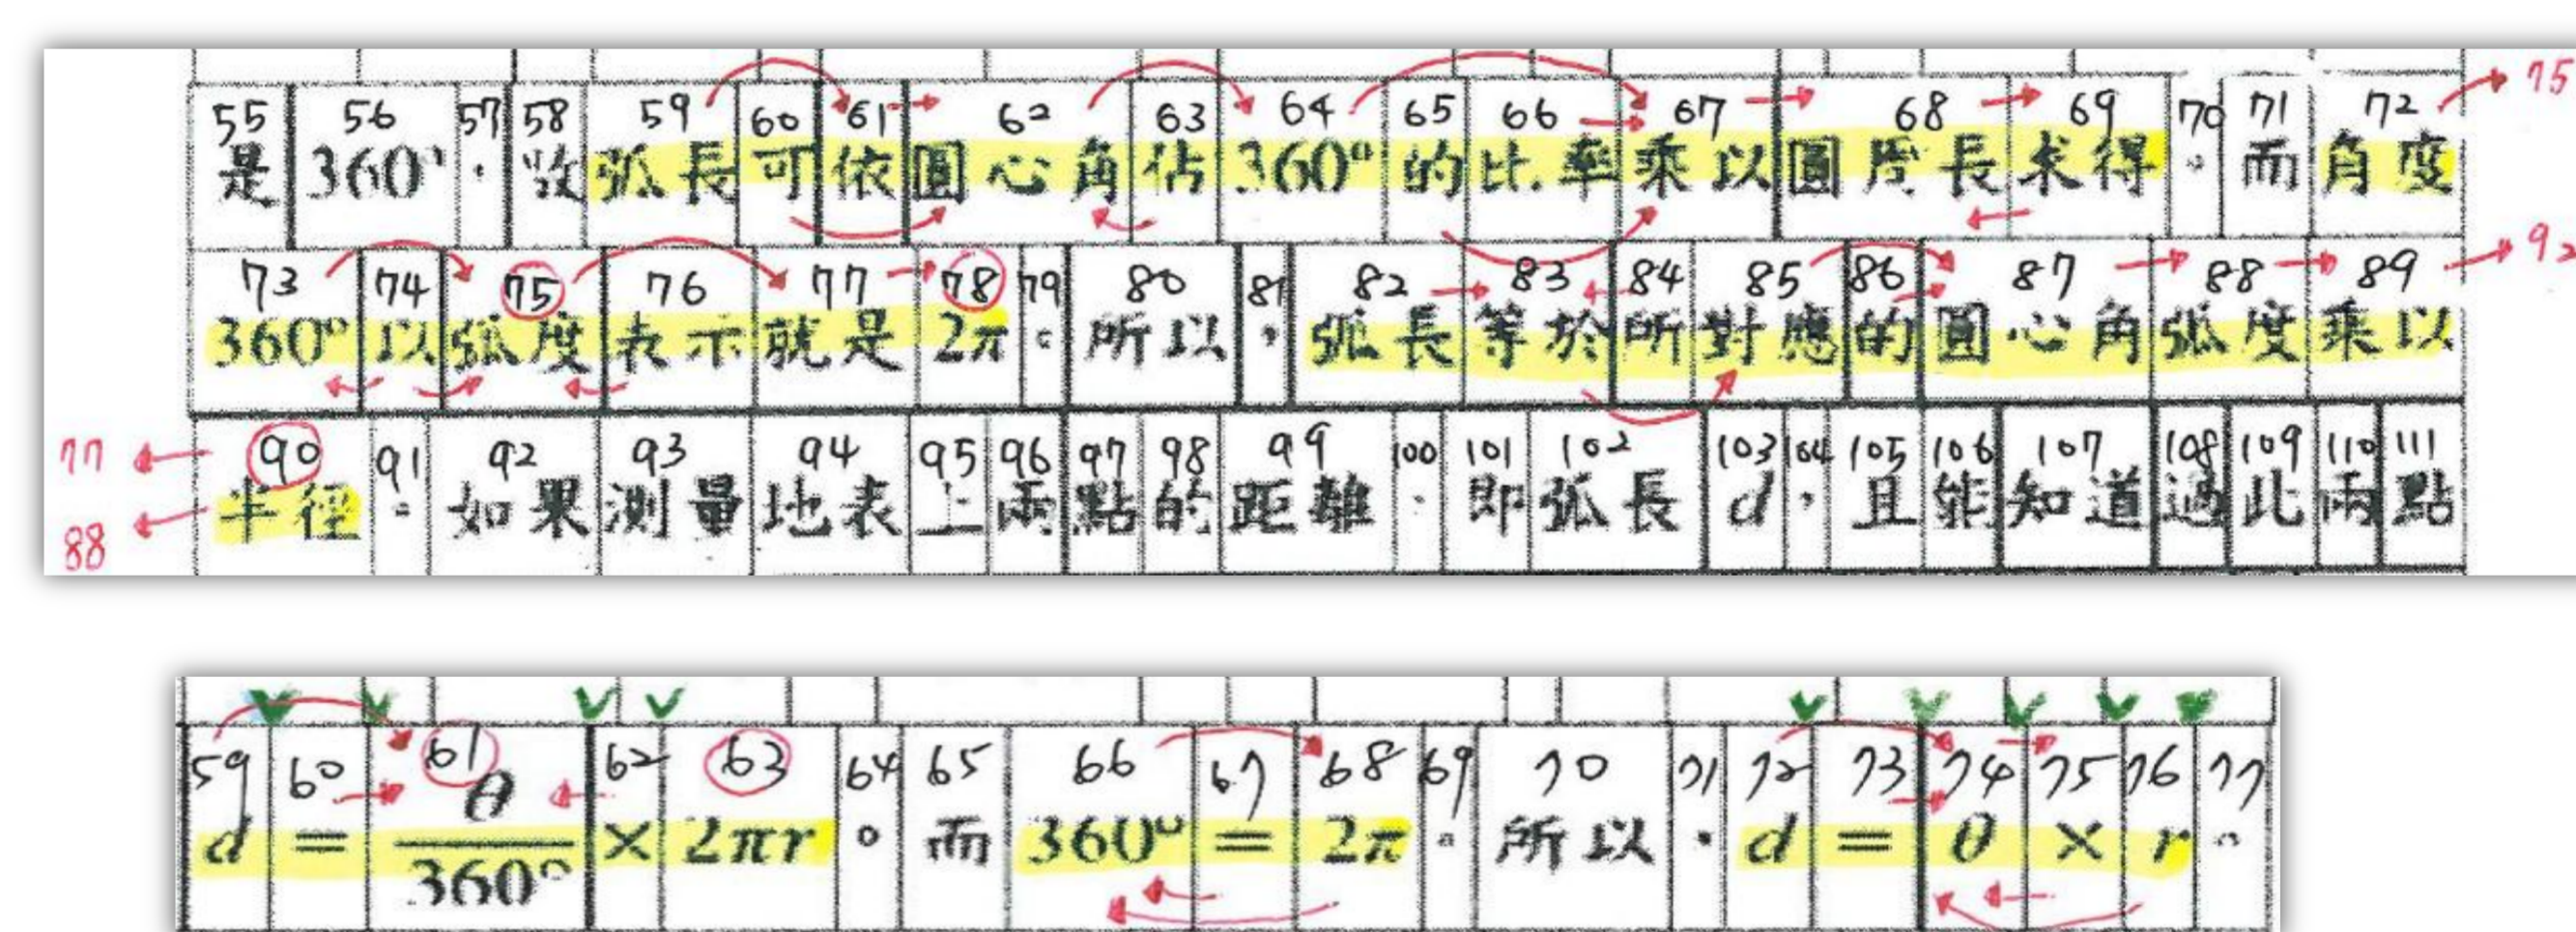 55 56 57 58 59 60 61 62 63 64 65 66 67 68 69 70 71 72 75
是 360°,故弧長可依圓心角佔 360° 的比率乘以圓周長求得。而角度
73 74 75 76 77 78 79 80 81 82 83 84 85 86 87 88 89
360° 以弧度表示就是 2π。所以,弧長等於所對應的圓心角弧度乘以
77 90 91 92 93 94 95 96 97 98 99 100 101 102 103 104 105 106 107 108 109 110 111
88 半徑。如果測量地表上兩點的距離,即弧長 d,且能知道過此兩點
59 60 61 62 63 64 65 66 67 68 69 70 71 72 73 74 75 76 77
d = θ/360° × 2πr。而 360° = 2π。所以,d = θ × r。